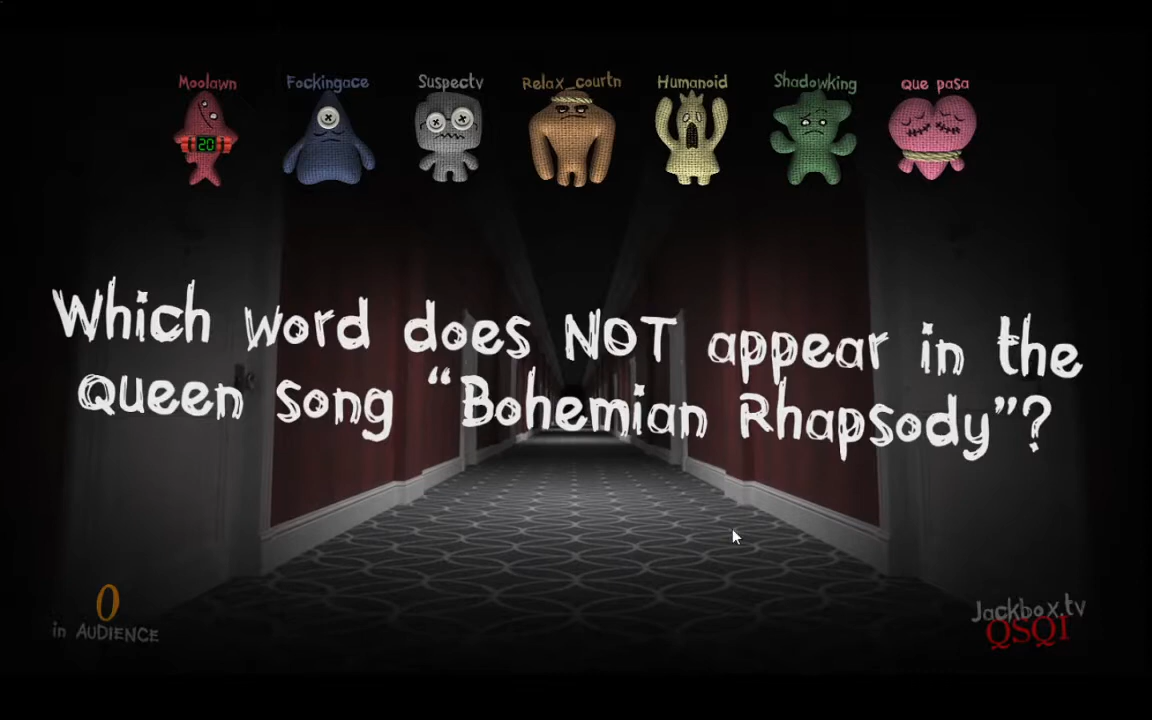 Moolawn Fockingace Suspectv Relax_courtn Humanoid Shadowking Que pasa
20
Which word does NOT appear in the
Queen song “Bohemian Rhapsody”?
0
in AUDIENCE
Jackbox.tv
QSQI